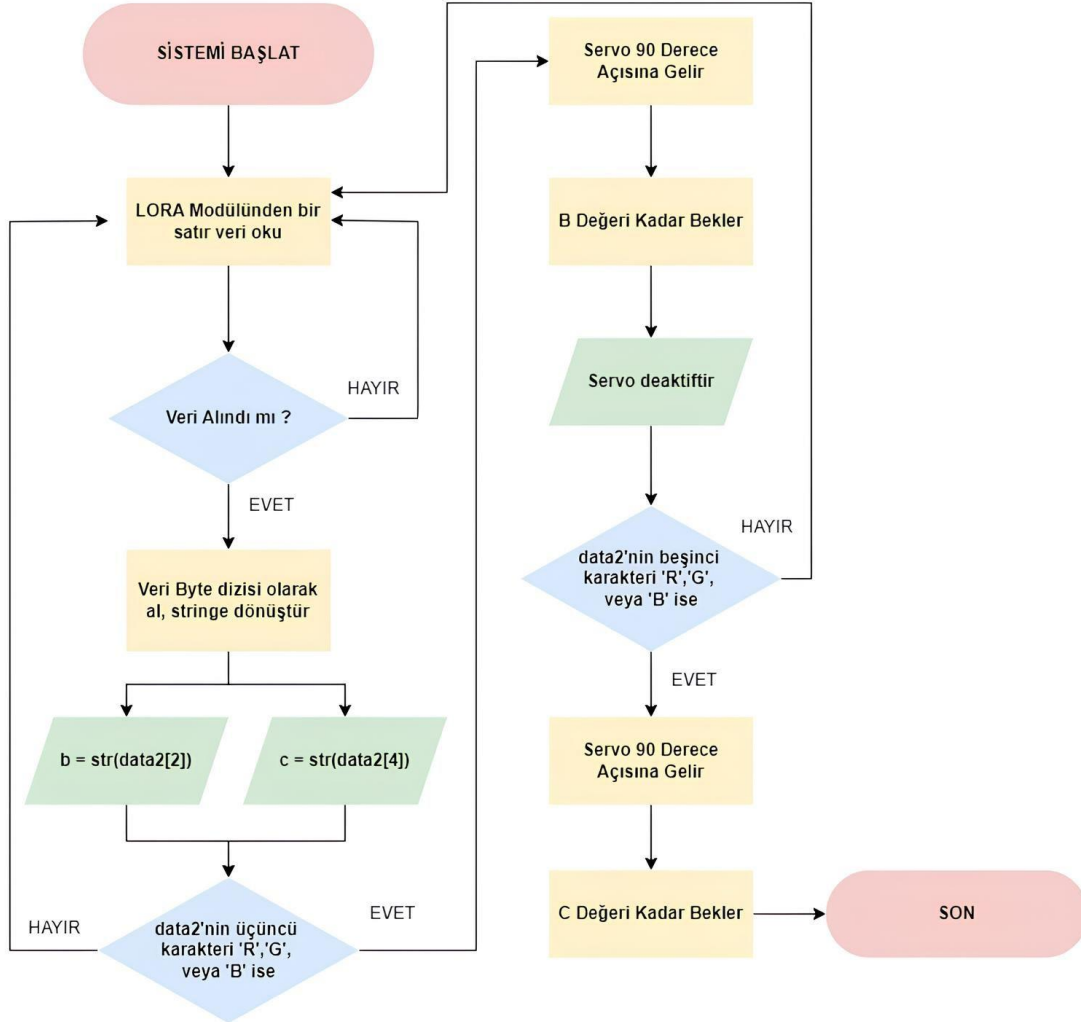 SİSTEMİ BAŞLAT
LORA Modülünden bir
satır veri oku
Veri Alındı mı ?
HAYIR
EVET
Veri Byte dizisi olarak
al, stringe dönüştür
b = str(data2[2])
c = str(data2[4])
data2'nin üçüncü
karakteri 'R','G',
veya 'B' ise
HAYIR
EVET
Servo 90 Derece
Açısına Gelir
B Değeri Kadar Bekler
Servo deaktiftir
data2'nin beşinci
karakteri 'R','G',
veya 'B' ise
HAYIR
EVET
Servo 90 Derece
Açısına Gelir
C Değeri Kadar Bekler
SON